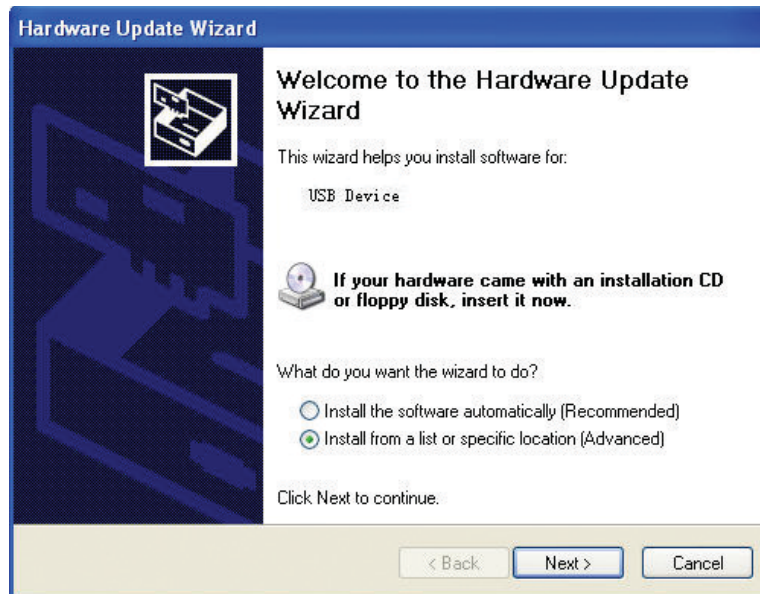 Hardware Update Wizard
Welcome to the Hardware Update
Wizard
This wizard helps you install software for:
USB Device
If your hardware came with an installation CD
or floppy disk, insert it now.
What do you want the wizard to do?
Install the software automatically (Recommended)
Install from a list or specific location (Advanced)
Click Next to continue.
< Back Next > Cancel